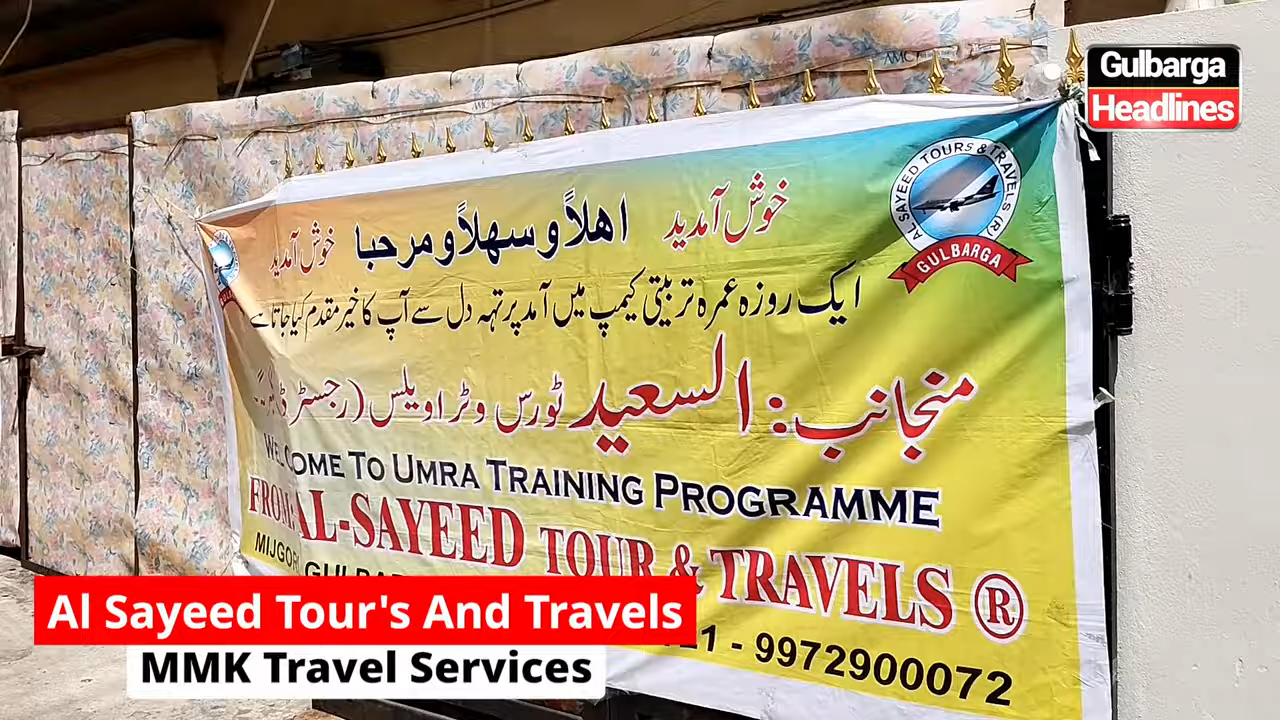 Gulbarga
Headlines
AL SAYEED TOURS & TRAVELS (R)
GULBARGA
خوش آمدید اھلاً و سھلاً و مرحبا خوش آمدید
ایک روزہ عمرہ تربیتی کیمپ میں آمد پر تہہ دل سے آپ کا خیر مقدم کیا جاتا ہے
منجانب: السعید ٹورس وٹراویلس (رجسٹرڈ)
WELCOME TO UMRA TRAINING PROGRAMME
FROM AL-SAYEED TOUR & TRAVELS ®
- 9972900072
Al Sayeed Tour's And Travels
MMK Travel Services